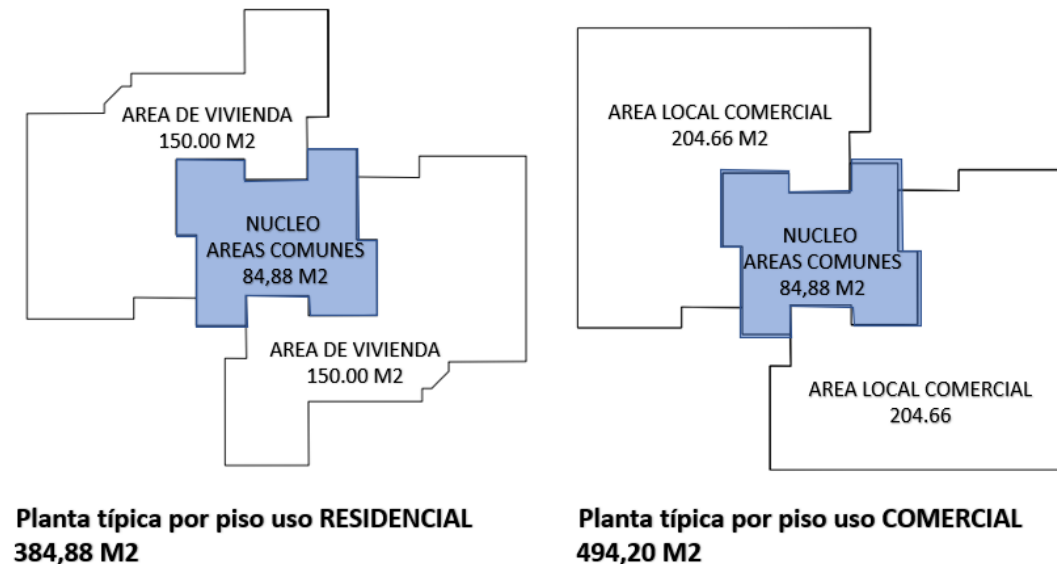 AREA DE VIVIENDA
150.00 M2
NUCLEO
AREAS COMUNES
84,88 M2
AREA DE VIVIENDA
150.00 M2
Planta típica por piso uso RESIDENCIAL
384,88 M2
AREA LOCAL COMERCIAL
204.66 M2
NUCLEO
AREAS COMUNES
84,88 M2
AREA LOCAL COMERCIAL
204.66
Planta típica por piso uso COMERCIAL
494,20 M2